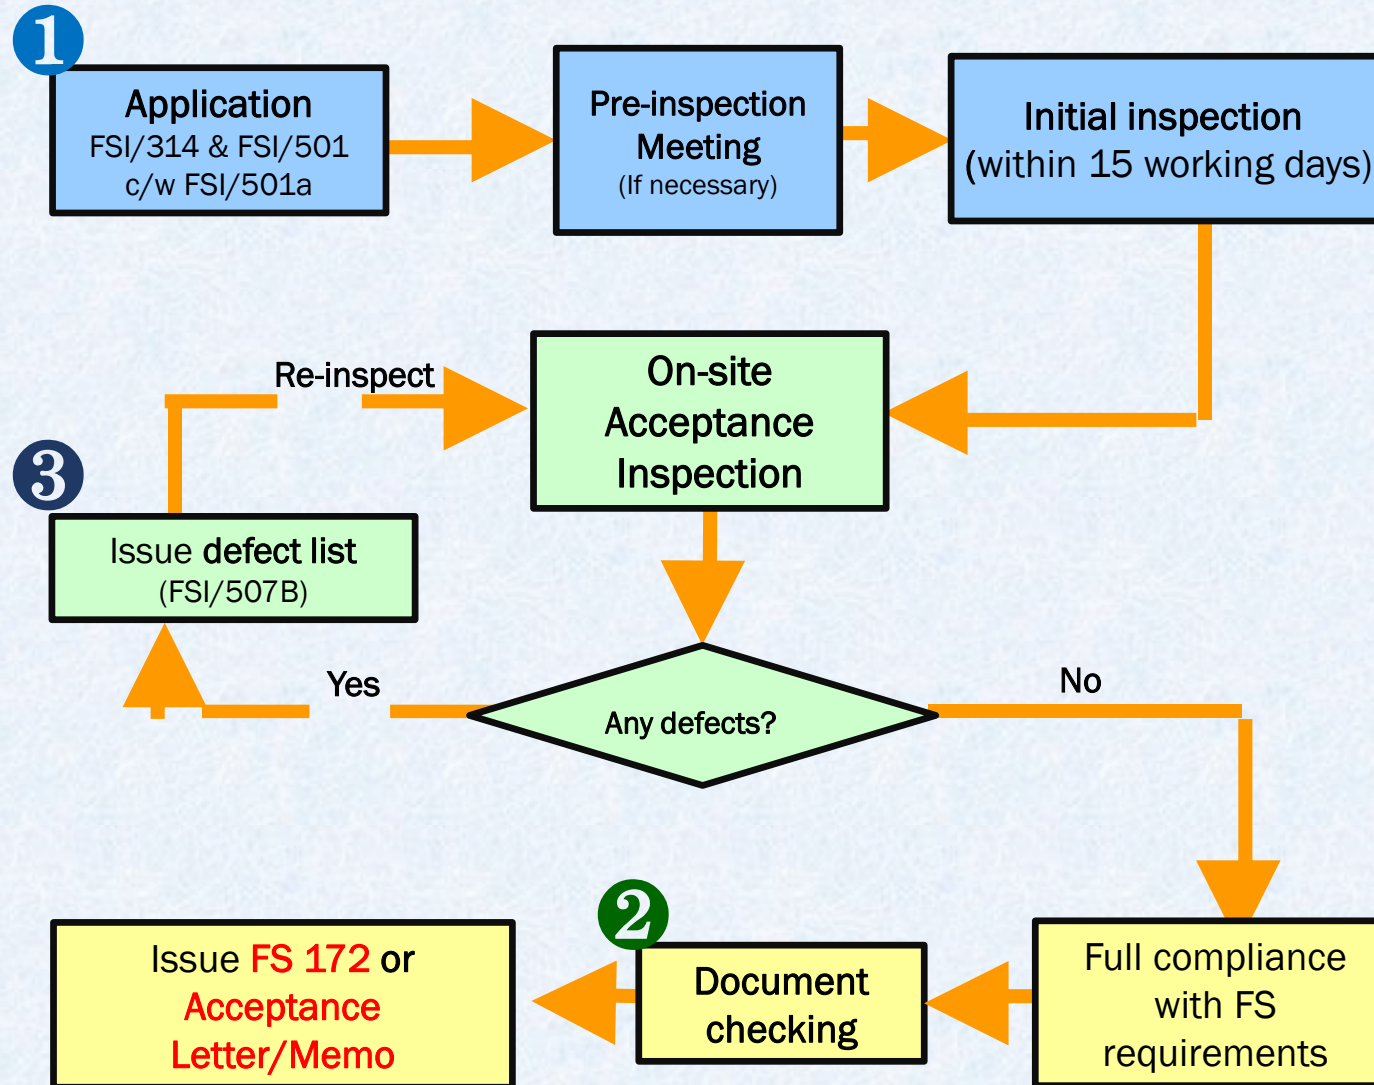 1
Application
FSI/314 & FSI/501
c/w FSI/501a
Pre-inspection
Meeting
(If necessary)
Initial inspection
(within 15 working days)
Re-inspect
On-site
Acceptance
Inspection
3
Issue defect list
(FSI/507B)
Yes
Any defects?
No
2
Issue FS 172 or
Acceptance
Letter/Memo
Document
checking
Full compliance
with FS
requirements